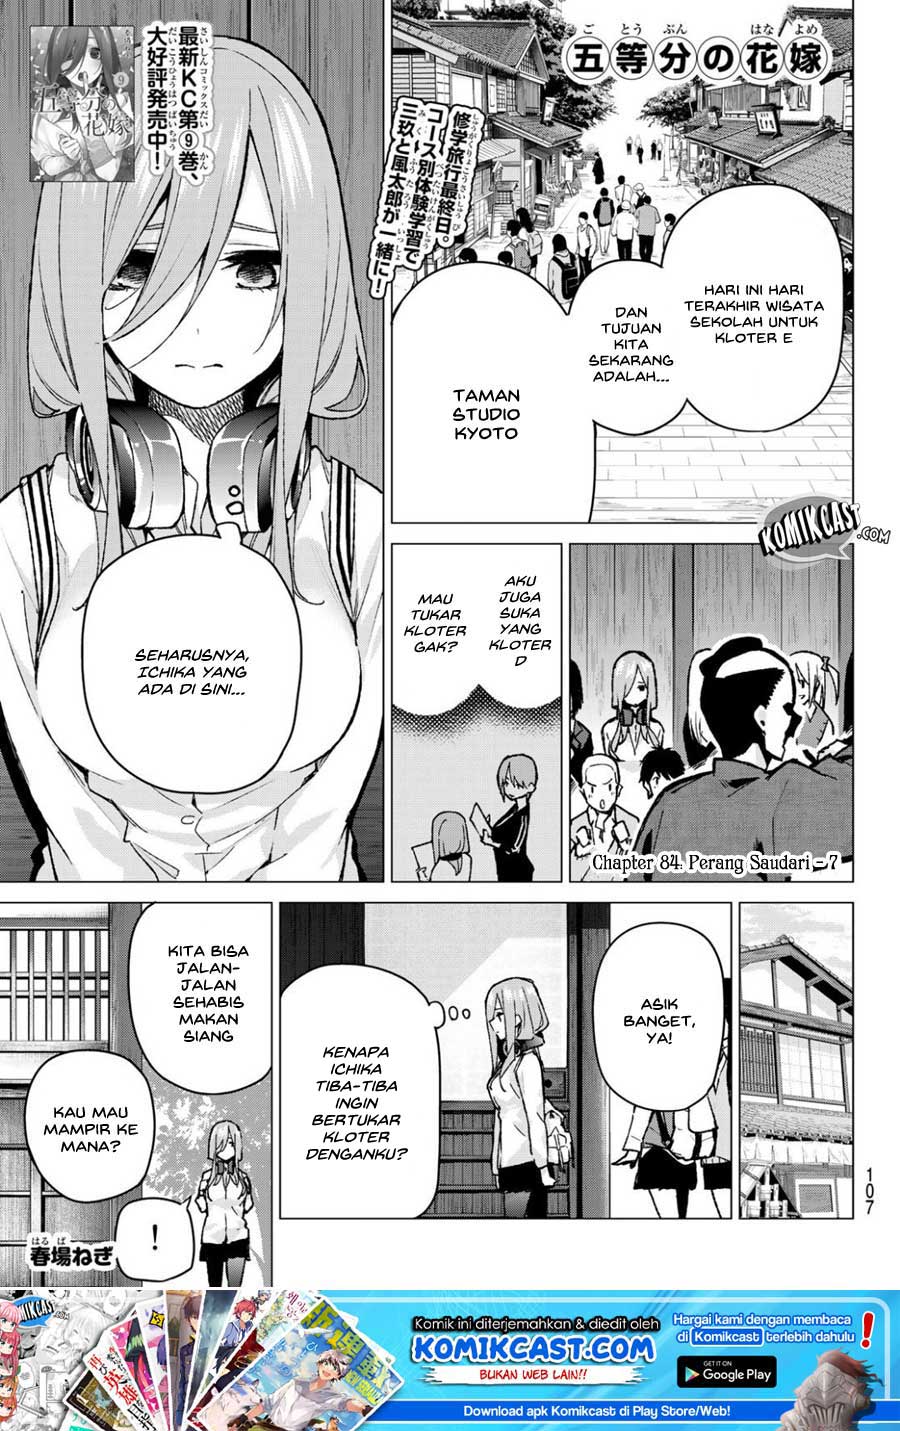 五等分の花嫁
最新KC第⑨巻、
大好評発売中!
修学旅行最終日。
コース別体験学習で
三玖と風太郎が一緒に!
HARI INI HARI
TERAKHIR WISATA
SEKOLAH UNTUK
KLOTER E
DAN
TUJUAN
KITA
SEKARANG
ADALAH...
TAMAN
STUDIO
KYOTO
KOMIKCAST.COM
AKU
JUGA
SUKA
YANG
KLOTER
D
MAU
TUKAR
KLOTER
GAK?
SEHARUSNYA,
ICHIKA YANG
ADA DI SINI...
Chapter 84. Perang Saudari - 7
ASIK
BANGET,
YA!
KENAPA
ICHIKA
TIBA-TIBA
INGIN
BERTUKAR
KLOTER
DENGANKU?
KITA BISA
JALAN-
JALAN
SEHABIS
MAKAN
SIANG
KAU MAU
MAMPIR KE
MANA?
!
107
春場ねぎ
Komik ini diterjemahkan & diedit oleh
KOMIKCAST.COM
BUKAN WEB LAIN!!
Hargai kami dengan membaca
di Komikcast terlebih dahulu !
GET IT ON
Google Play
Download apk Komikcast di Play Store/Web!